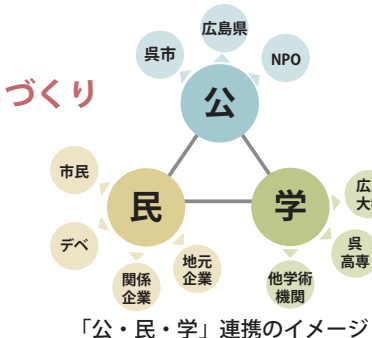 広島県
呉市
NPO
づくり
公
市民
民
学
デベ
関係
企業
地元
企業
他学術
機関
呉
高専
「公・民・学」連携のイメージ